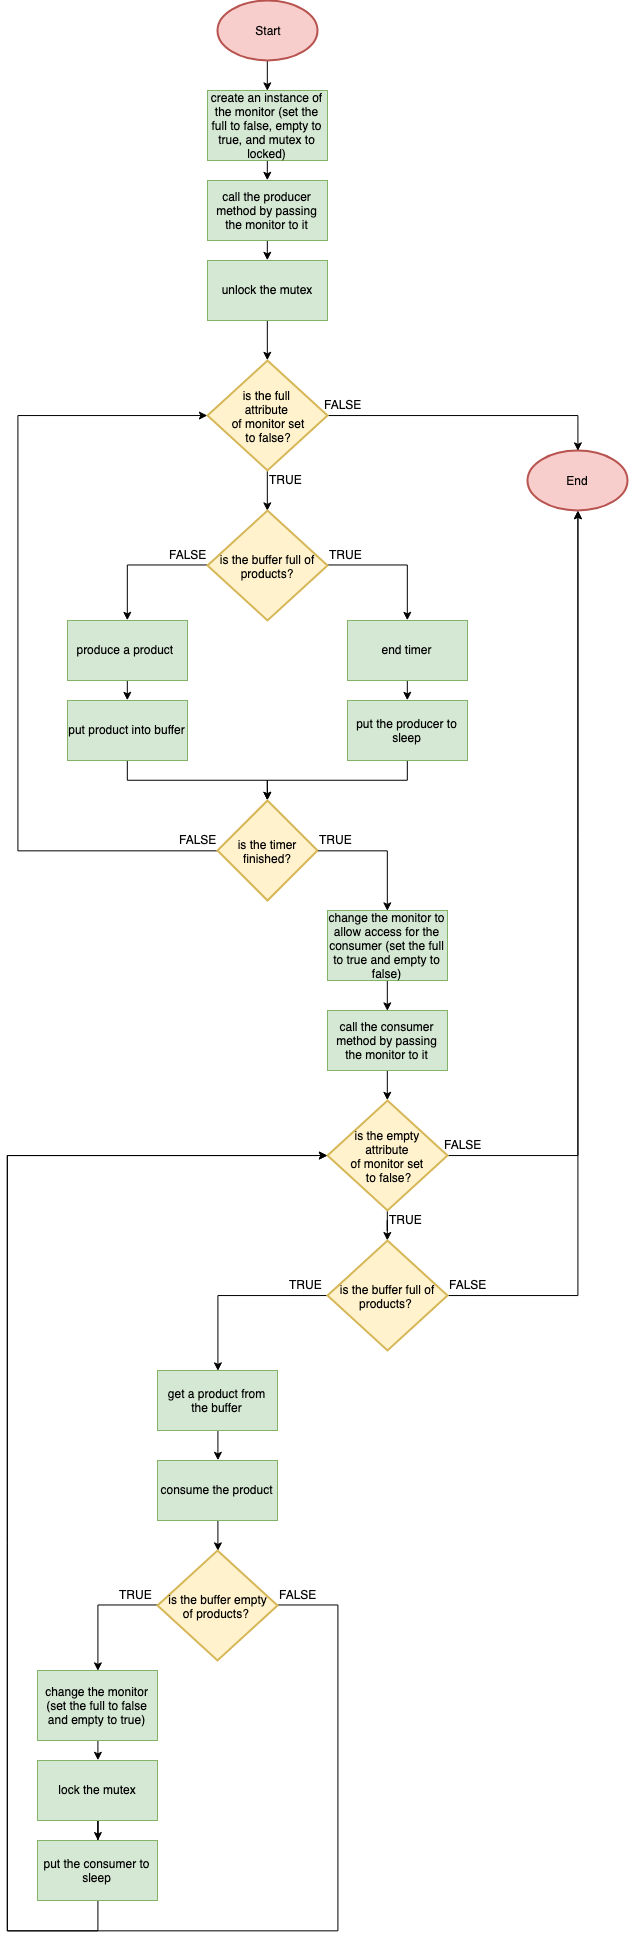 Start
create an instance of
the monitor (set the
full to false, empty to
true, and mutex to
locked)
call the producer
method by passing
the monitor to it
unlock the mutex
is the full
attribute
of monitor set
to false?
FALSE
End
TRUE
is the buffer full of
products?
FALSE
TRUE
produce a product
end timer
put product into buffer
put the producer to
sleep
is the timer
finished?
FALSE
TRUE
change the monitor to
allow access for the
consumer (set the full
to true and empty to
false)
call the consumer
method by passing
the monitor to it
is the empty
attribute
of monitor set
to false?
FALSE
TRUE
is the buffer full of
products?
TRUE
FALSE
get a product from
the buffer
consume the product
is the buffer empty
of products?
TRUE
FALSE
change the monitor
(set the full to false
and empty to true)
lock the mutex
put the consumer to
sleep